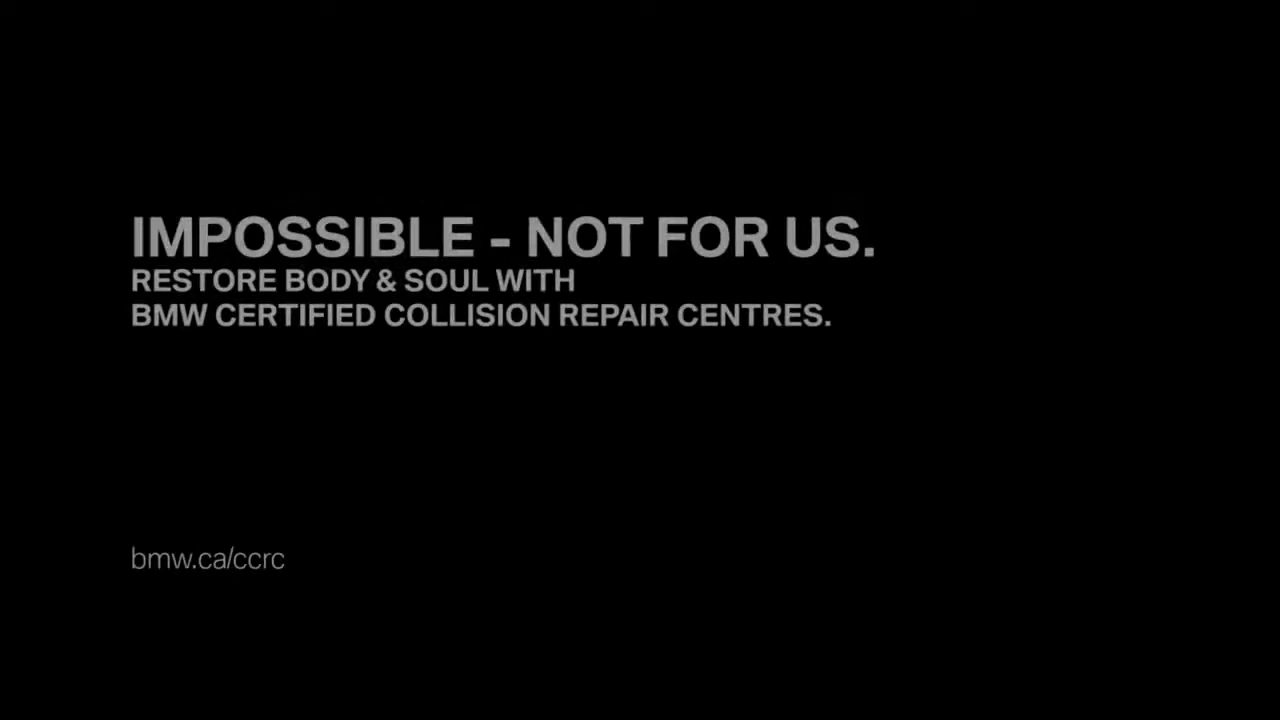 IMPOSSIBLE - NOT FOR US.
RESTORE BODY & SOUL WITH
BMW CERTIFIED COLLISION REPAIR CENTRES.
bmw.ca/ccrc